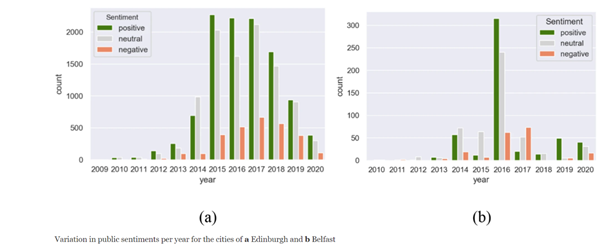 Sentiment
positive
neutral
negative
2000
1500
1000
500
0
count
2009 2010 2011 2012 2013 2014 2015 2016 2017 2018 2019 2020
year
(a)
Sentiment
positive
neutral
negative
300
250
200
150
100
50
0
count
2010 2011 2012 2013 2014 2015 2016 2017 2018 2019 2020
year
(b)
Variation in public sentiments per year for the cities of a Edinburgh and b Belfast